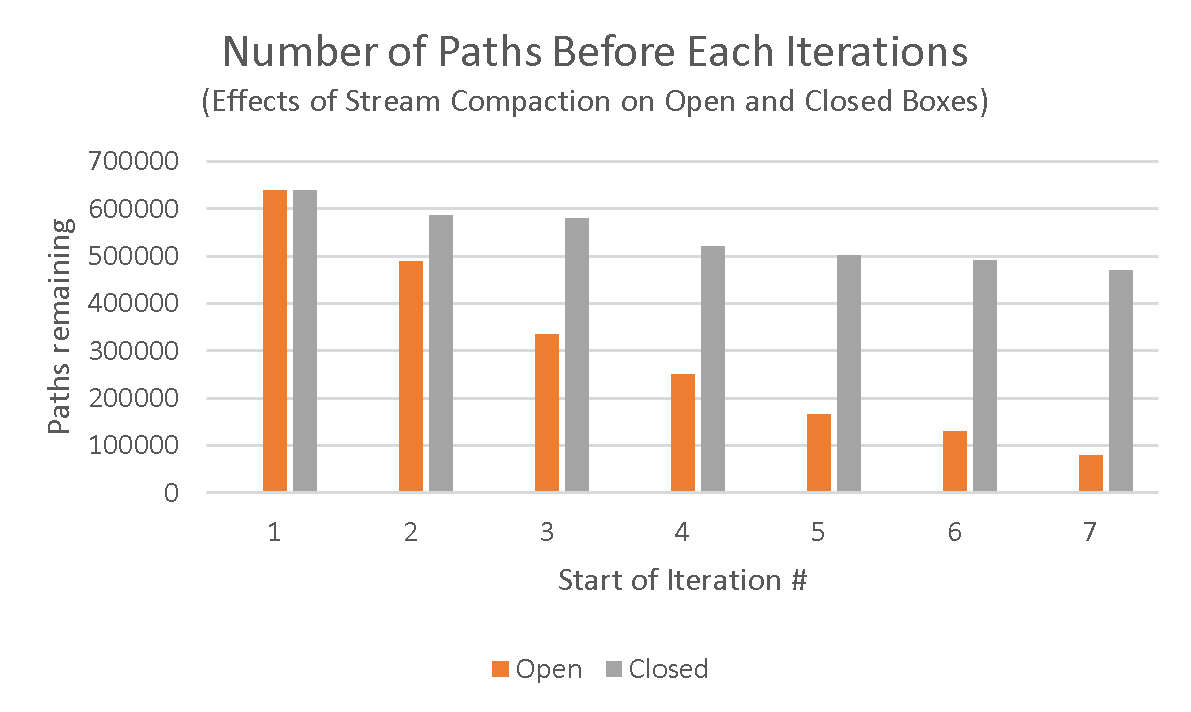 Number of Paths Before Each Iterations
(Effects of Stream Compaction on Open and Closed Boxes)
700000
600000
500000
400000
300000
200000
100000
0
Paths remaining
1 2 3 4 5 6 7
Start of Iteration #
Open Closed